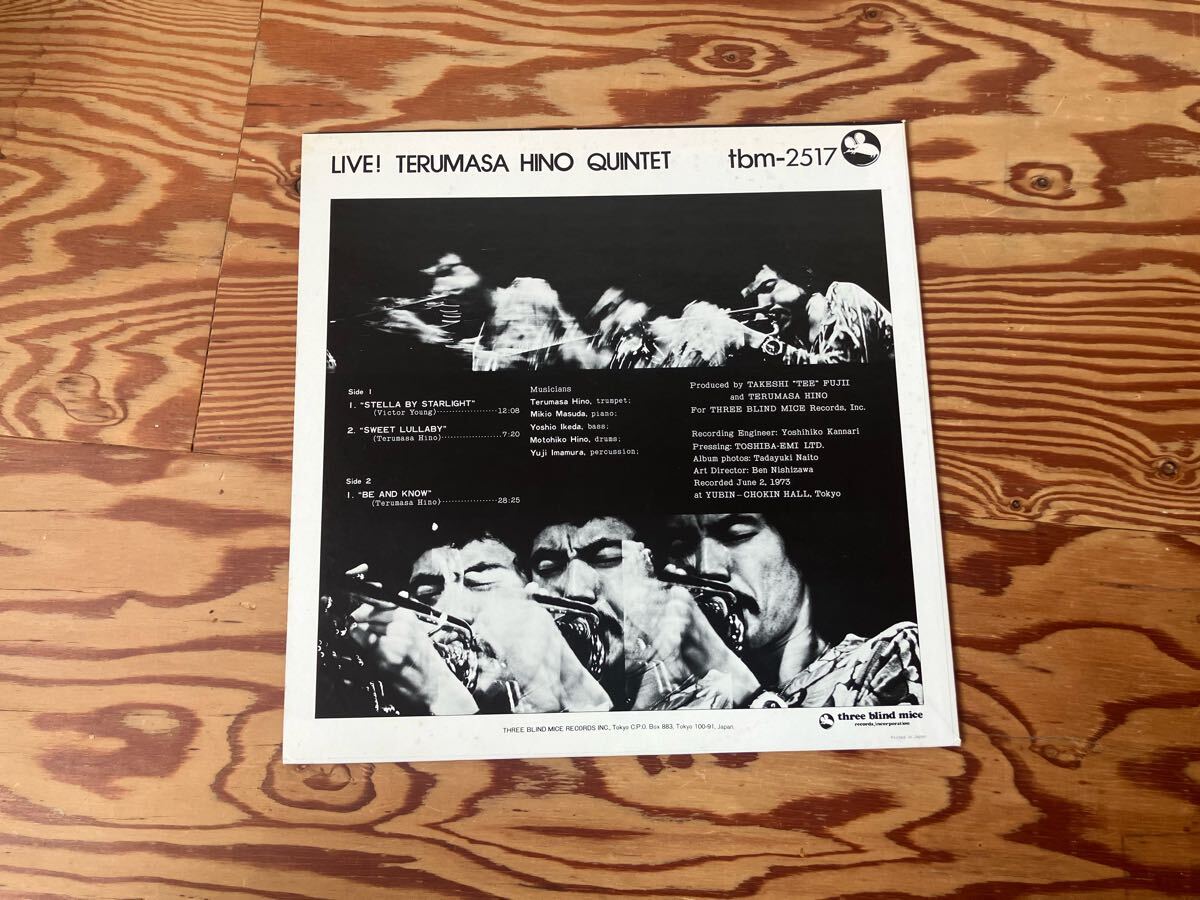 LIVE! TERUMASA HINO QUINTET tbm-2517
Side 1
1. "STELLA BY STARLIGHT"
(Victor Young)....................12:08
2. "SWEET LULLABY"
(Terumasa Hino)....................7:20
Side 2
1. "BE AND KNOW"
(Terumasa Hino)....................28:25
Musicians
Terumasa Hino, trumpet;
Mikio Masuda, piano;
Yoshio Ikeda, bass;
Motohiko Hino, drums;
Yuji Imamura, percussion;
Produced by TAKESHI "TEE" FUJII
and TERUMASA HINO
For THREE BLIND MICE Records, Inc.
Recording Engineer: Yoshihiko Kannari
Pressing: TOSHIBA-EMI LTD.
Album photos: Tadayuki Naito
Art Director: Ben Nishizawa
Recorded June 2, 1973
at YUBIN-CHOKIN HALL, Tokyo
three blind mice
records, incorporation
THREE BLIND MICE RECORDS INC., Tokyo C.P.O. Box 883, Tokyo 100-91, Japan.
Printed in Japan